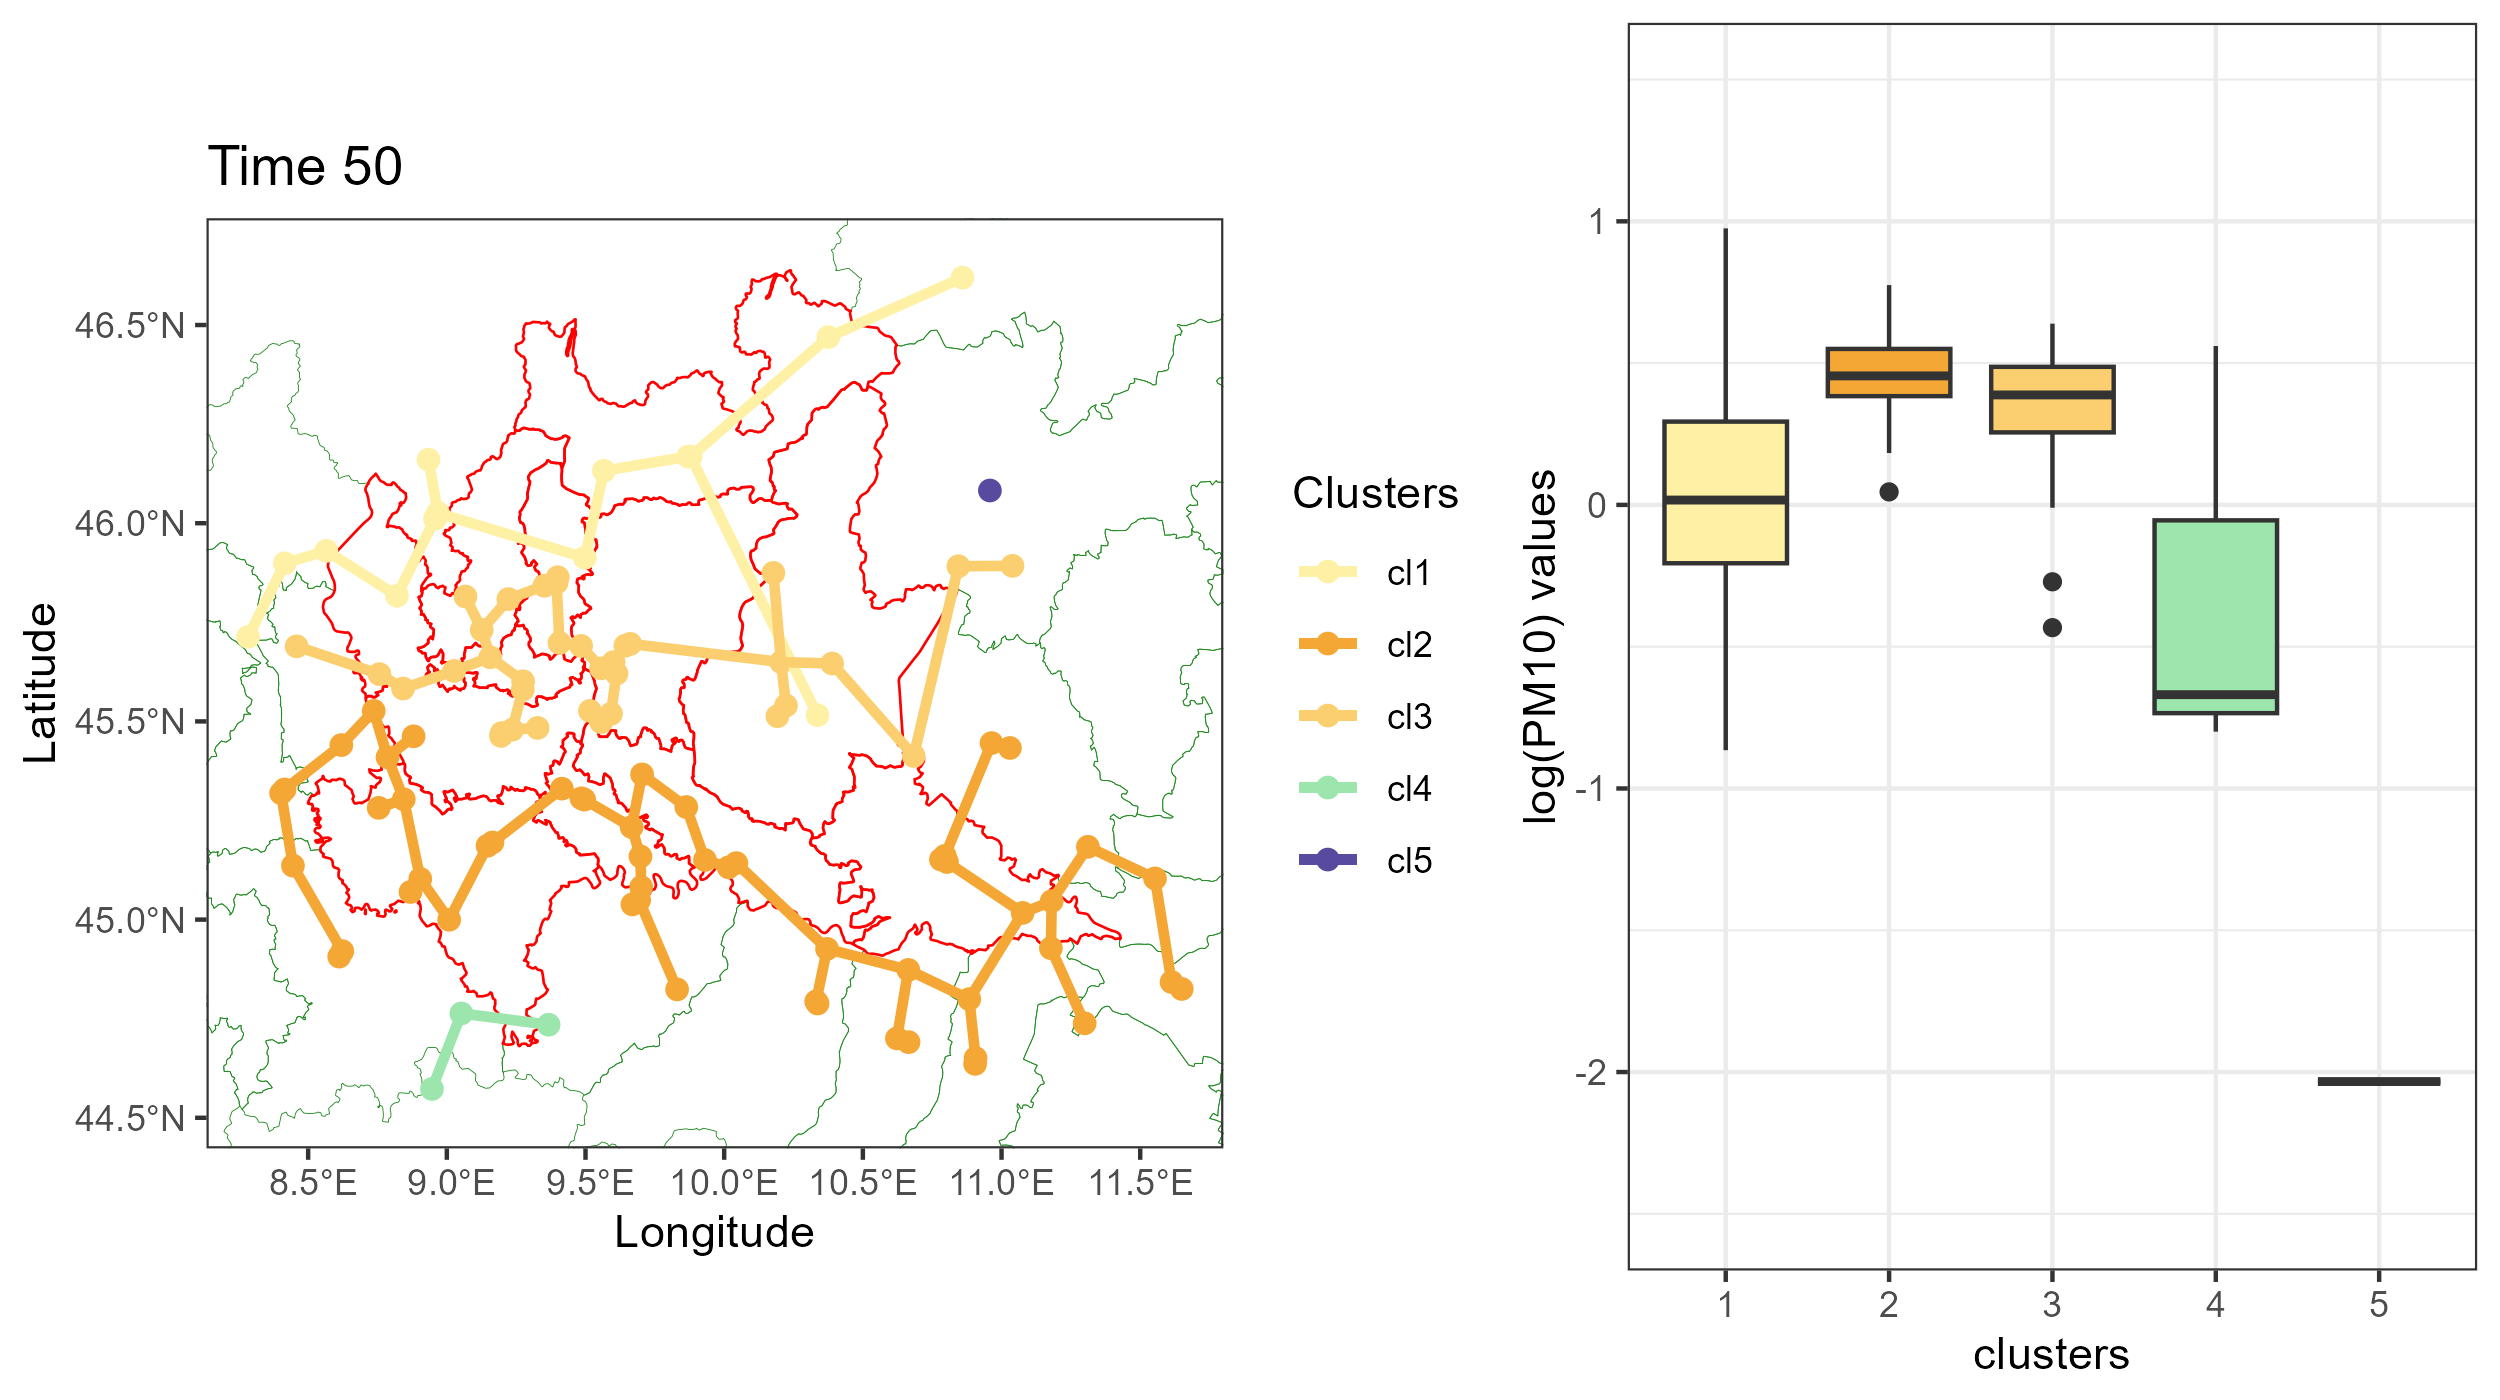 Time 50
46.5°N
46.0°N
45.5°N
45.0°N
44.5°N
Latitude
8.5°E 9.0°E 9.5°E 10.0°E 10.5°E 11.0°E 11.5°E
Longitude
Clusters
cl1
cl2
cl3
cl4
cl5
log(PM10) values
1
0
-1
-2
1 2 3 4 5
clusters